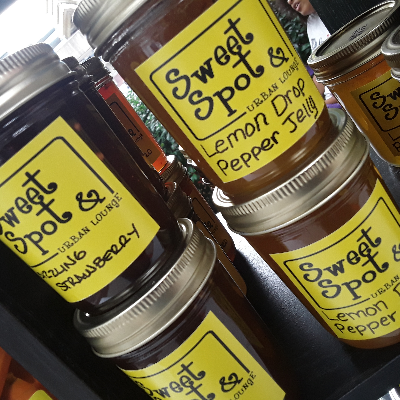 Sweet
Spot &
URBAN LOUNGE
Lemon Drop
Pepper Jelly
Sweet
Spot &
URBAN LOUNGE
STRAWBERRY
Sweet
Spot &
URBAN
Lemon
Pepper
Sweet
Spot &
URBAN LOUNGE